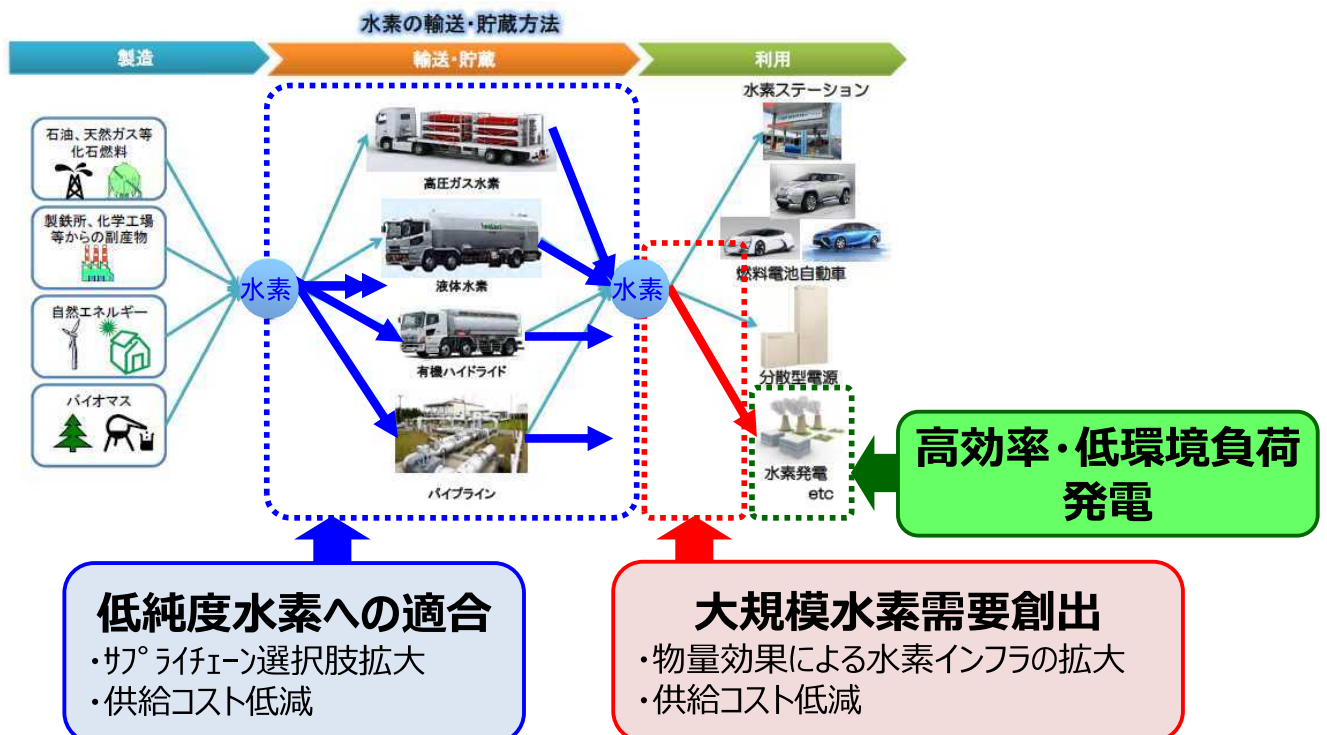 水素の輸送・貯蔵方法
製造
輸送・貯蔵
利用
石油、天然ガス等
化石燃料
製鉄所、化学工場
等からの副産物
自然エネルギー
バイオマス
水素
高圧ガス水素
液体水素
有機ハイドライド
パイプライン
水素
水素ステーション
燃料電池自動車
分散型電源
水素発電
etc
高効率・低環境負荷
発電
低純度水素への適合
・ｻﾌﾟﾗｲﾁｪｰﾝ選択肢拡大
・供給コスト低減
大規模水素需要創出
・物量効果による水素インフラの拡大
・供給コスト低減